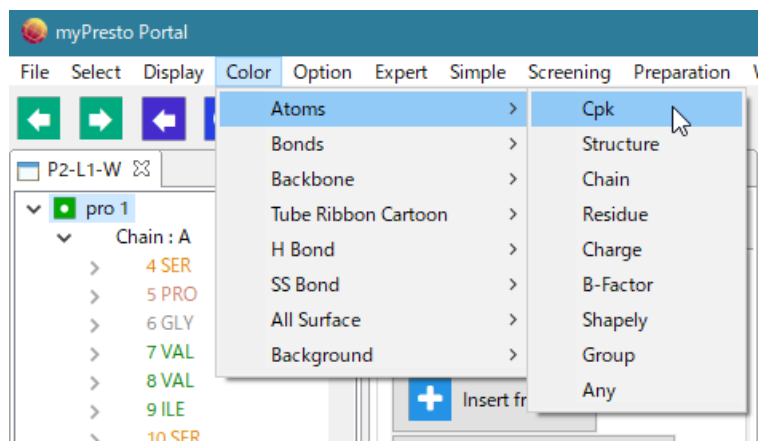 myPresto Portal
File Select Display Color Option Expert Simple Screening Preparation
Atoms
Bonds
Backbone
Tube Ribbon Cartoon
H Bond
SS Bond
All Surface
Background
Cpk
Structure
Chain
Residue
Charge
B-Factor
Shapely
Group
Any
P2-L1-W
pro 1
Chain : A
4 SER
5 PRO
6 GLY
7 VAL
8 VAL
9 ILE
10 SER
Insert fr